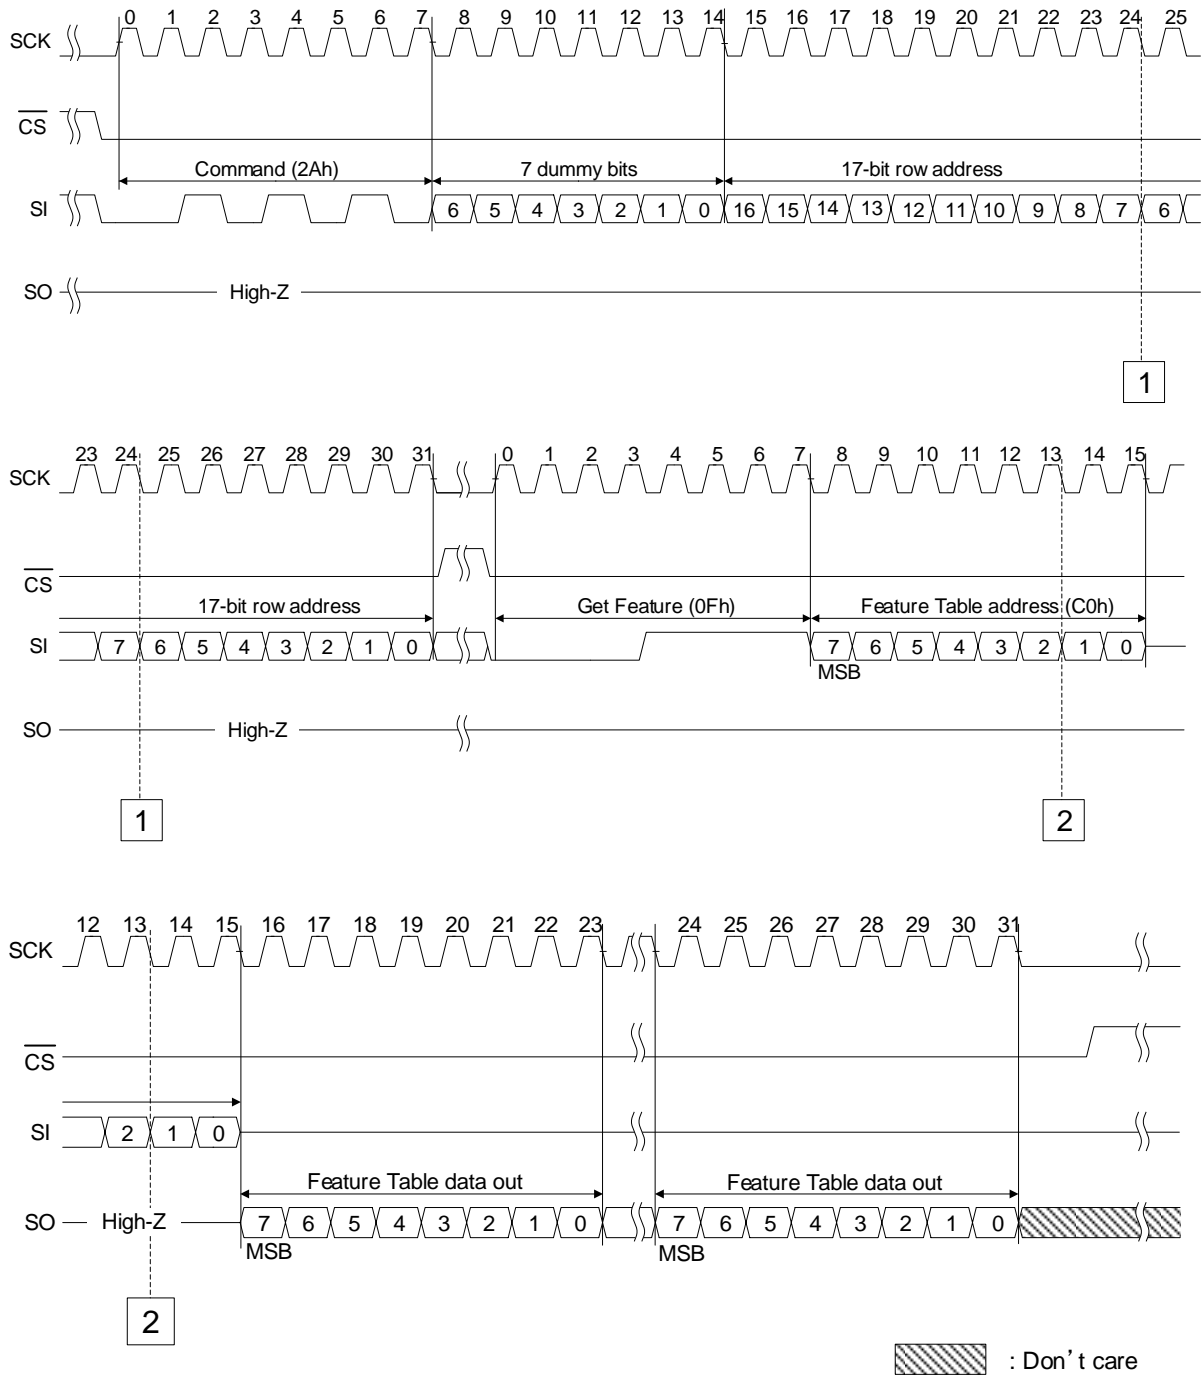 0 1 2 3 4 5 6 7 8 9 10 11 12 13 14 15 16 17 18 19 20 21 22 23 24 25
SCK
CS
Command (2Ah) 7 dummy bits 17-bit row address
SI 6 5 4 3 2 1 0 16 15 14 13 12 11 10 9 8 7 6
SO High-Z
1
23 24 25 26 27 28 29 30 31 0 1 2 3 4 5 6 7 8 9 10 11 12 13 14 15
SCK
CS
17-bit row address Get Feature (0Fh) Feature Table address (C0h)
SI 7 6 5 4 3 2 1 0 7 6 5 4 3 2 1 0
MSB
SO High-Z
1 2
12 13 14 15 16 17 18 19 20 21 22 23 24 25 26 27 28 29 30 31
SCK
CS
SI 2 1 0
Feature Table data out Feature Table data out
SO High-Z 7 6 5 4 3 2 1 0 7 6 5 4 3 2 1 0
MSB MSB
2
: Don’t care